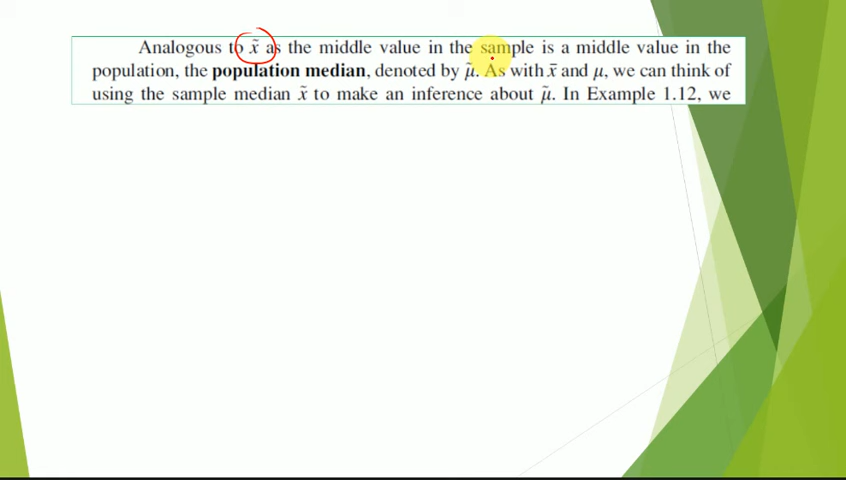 Analogous to x̃ as the middle value in the sample is a middle value in the
population, the population median, denoted by μ̃. As with x̄ and μ, we can think of
using the sample median x̃ to make an inference about μ̃. In Example 1.12, we